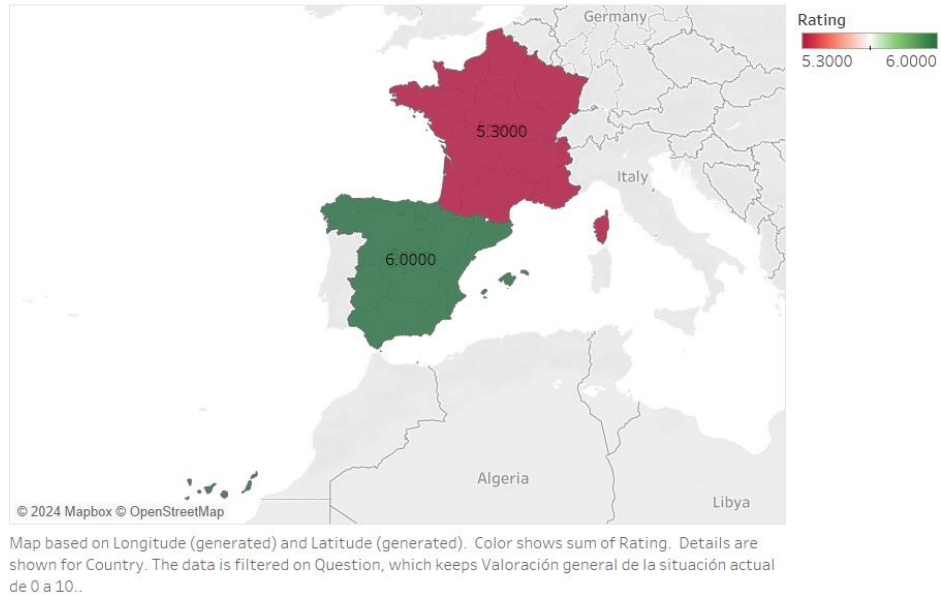 Germany
Rating
5.3000 6.0000
5.3000
Italy
6.0000
Algeria
Libya
© 2024 Mapbox © OpenStreetMap
Map based on Longitude (generated) and Latitude (generated).  Color shows sum of Rating.  Details are
shown for Country. The data is filtered on Question, which keeps Valoración general de la situación actual
de 0 a 10..